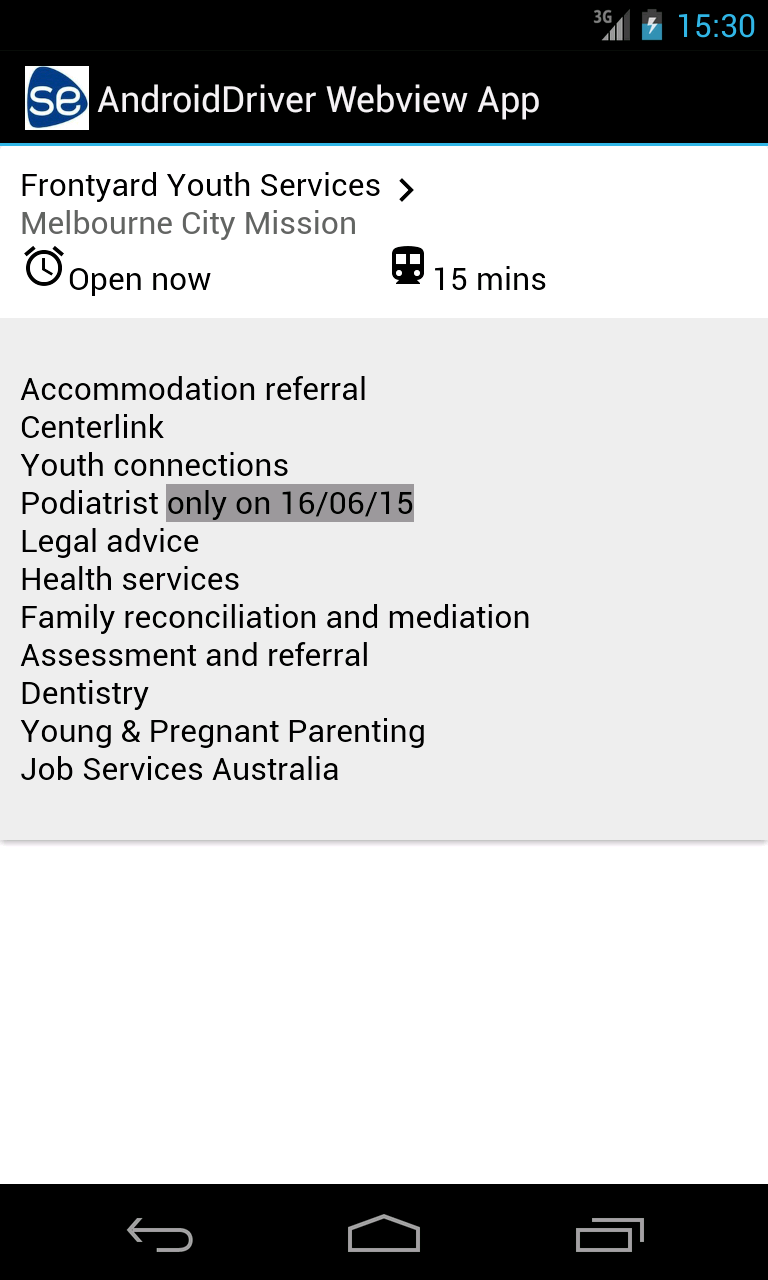 3G 15:30
se AndroidDriver Webview App
Frontyard Youth Services
Melbourne City Mission
Open now 15 mins
Accommodation referral
Centerlink
Youth connections
Podiatrist only on 16/06/15
Legal advice
Health services
Family reconciliation and mediation
Assessment and referral
Dentistry
Young & Pregnant Parenting
Job Services Australia